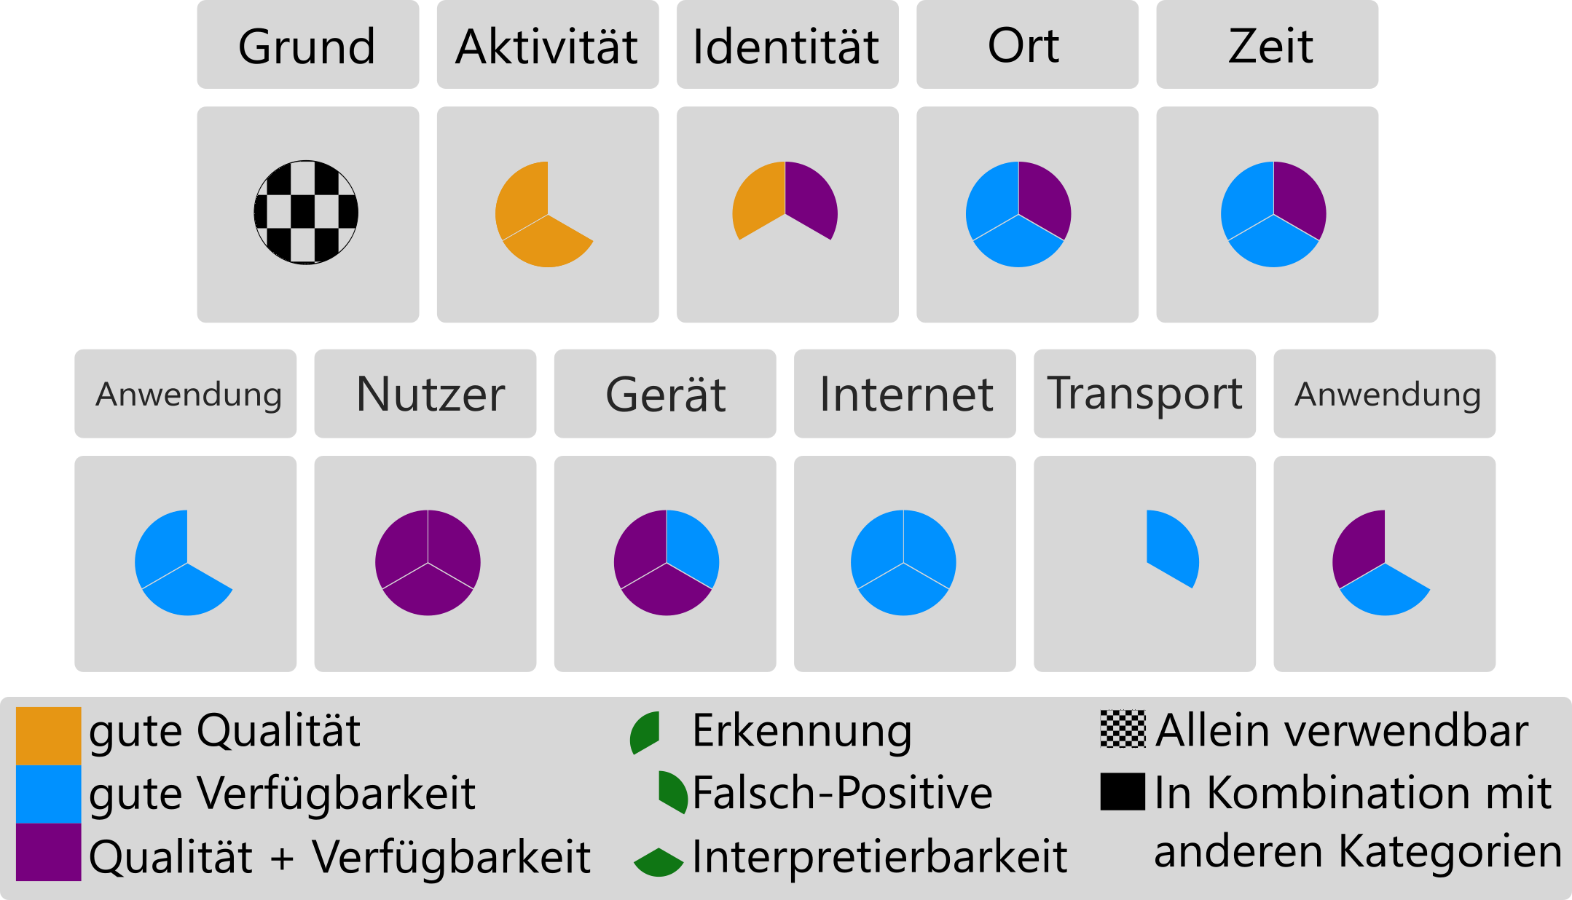 Grund Aktivität Identität Ort Zeit
Anwendung Nutzer Gerät Internet Transport Anwendung
gute Qualität
gute Verfügbarkeit
Qualität + Verfügbarkeit
Erkennung
Falsch-Positive
Interpretierbarkeit
Allein verwendbar
In Kombination mit
anderen Kategorien